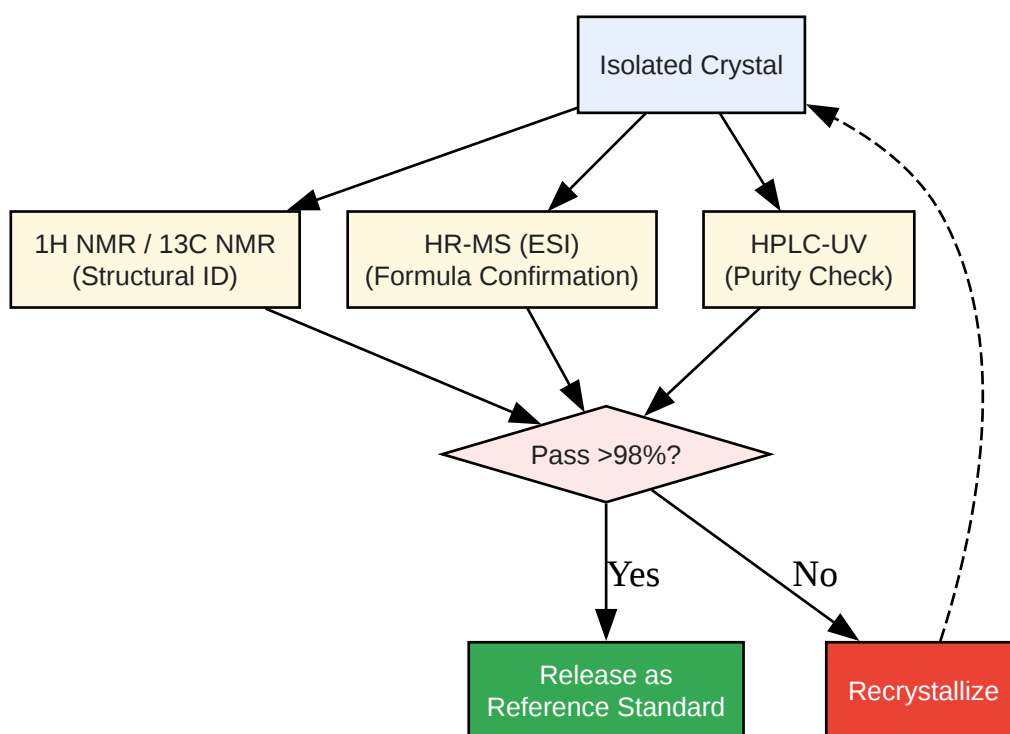 Isolated Crystal
1H NMR / 13C NMR
(Structural ID)
HR-MS (ESI)
(Formula Confirmation)
HPLC-UV
(Purity Check)
Pass >98%?
Yes
No
Release as
Reference Standard
Recrystallize